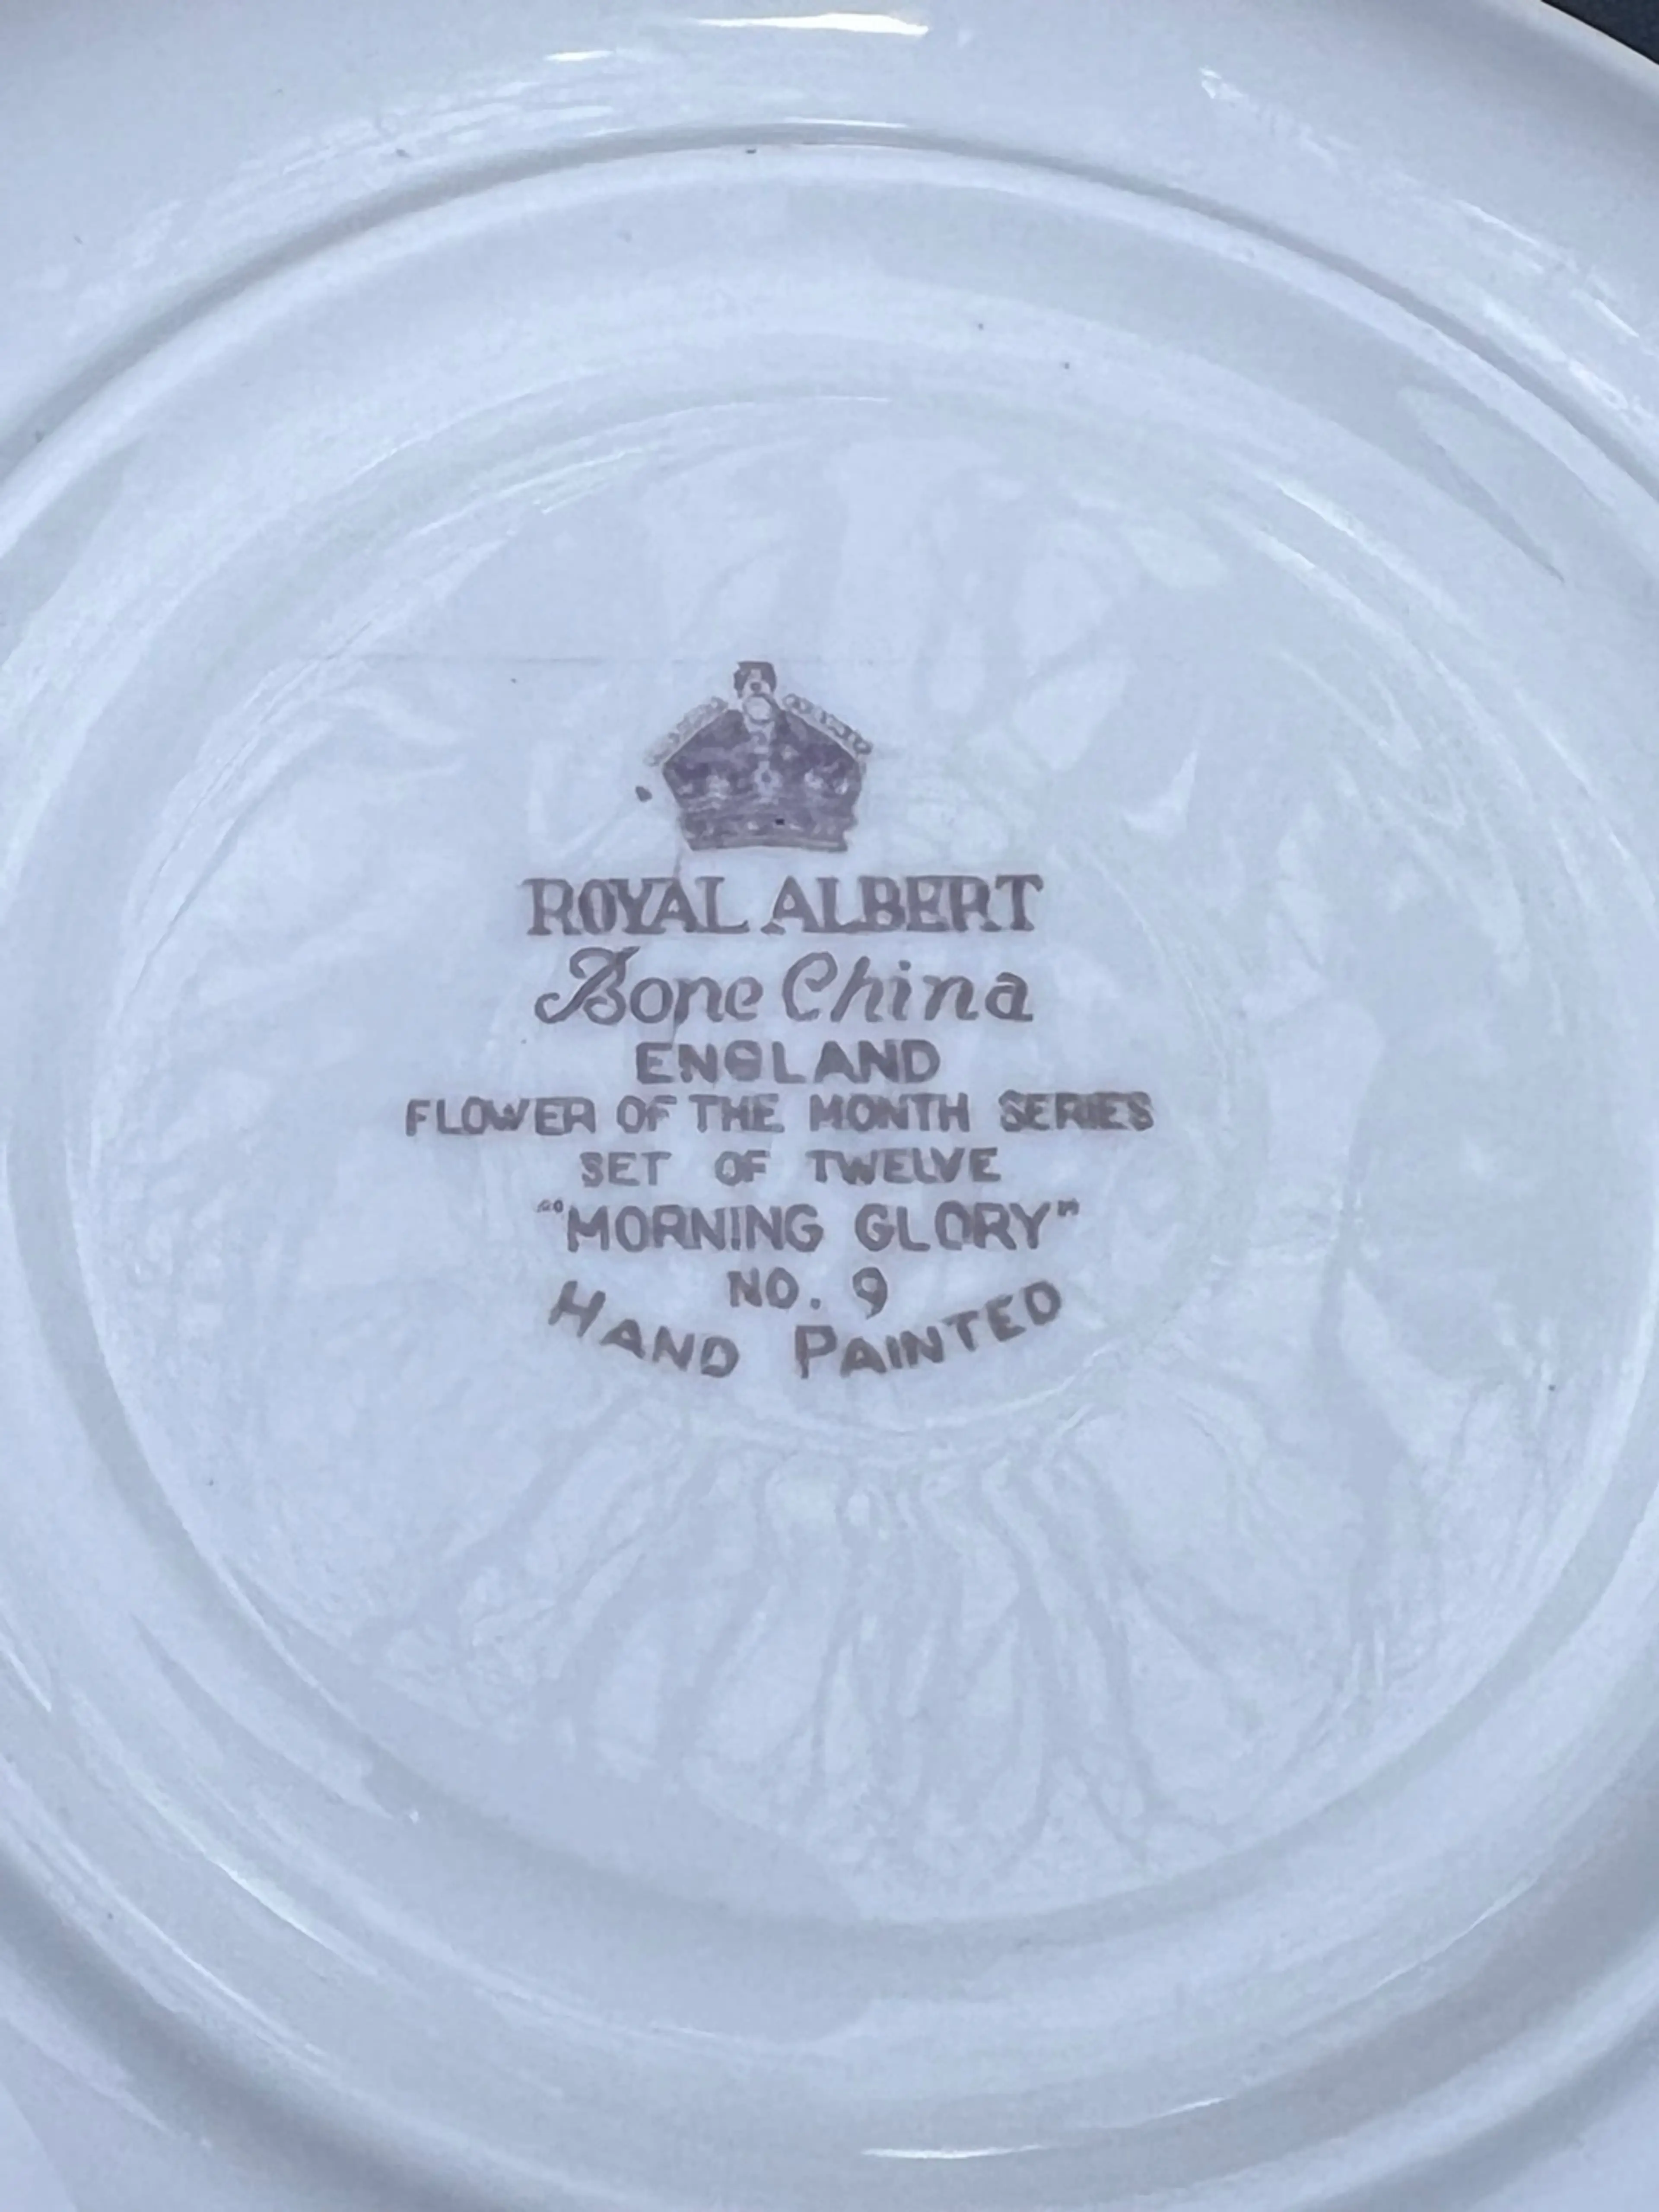 ROYAL ALBERT
Bone China
ENGLAND
FLOWER OF THE MONTH SERIES
SET OF TWELVE
"MORNING GLORY"
NO. 9
HAND PAINTED